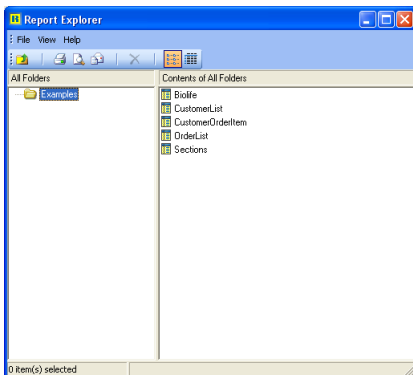 Report Explorer
File View Help
All Folders
Contents of All Folders
Examples
Biolife
CustomerList
CustomerOrderItem
OrderList
Sections
0 item(s) selected